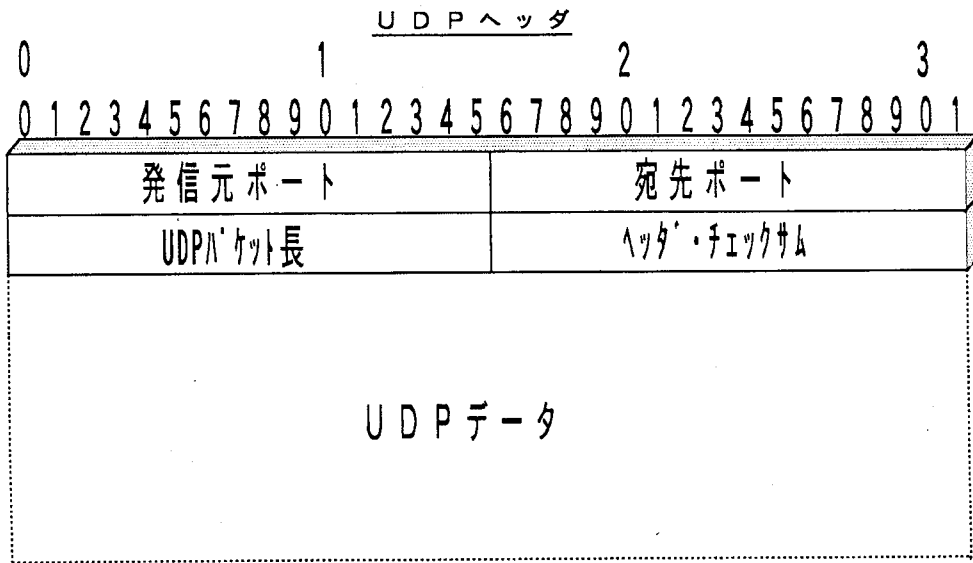 UDPヘッダ
0 1 2 3
0 1 2 3 4 5 6 7 8 9 0 1 2 3 4 5 6 7 8 9 0 1 2 3 4 5 6 7 8 9 0 1
発信元ポート 宛先ポート
UDPパケット長 ヘッダ・チェックサム
UDPデータ